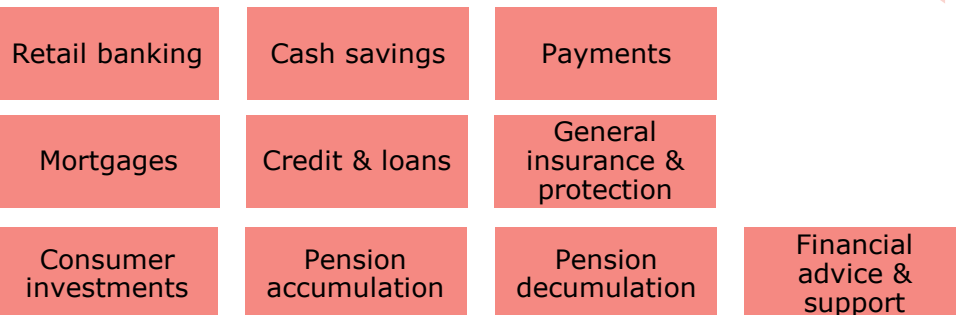 Retail banking
Cash savings
Payments
Mortgages
Credit & loans
General
insurance &
protection
Consumer
investments
Pension
accumulation
Pension
decumulation
Financial
advice &
support